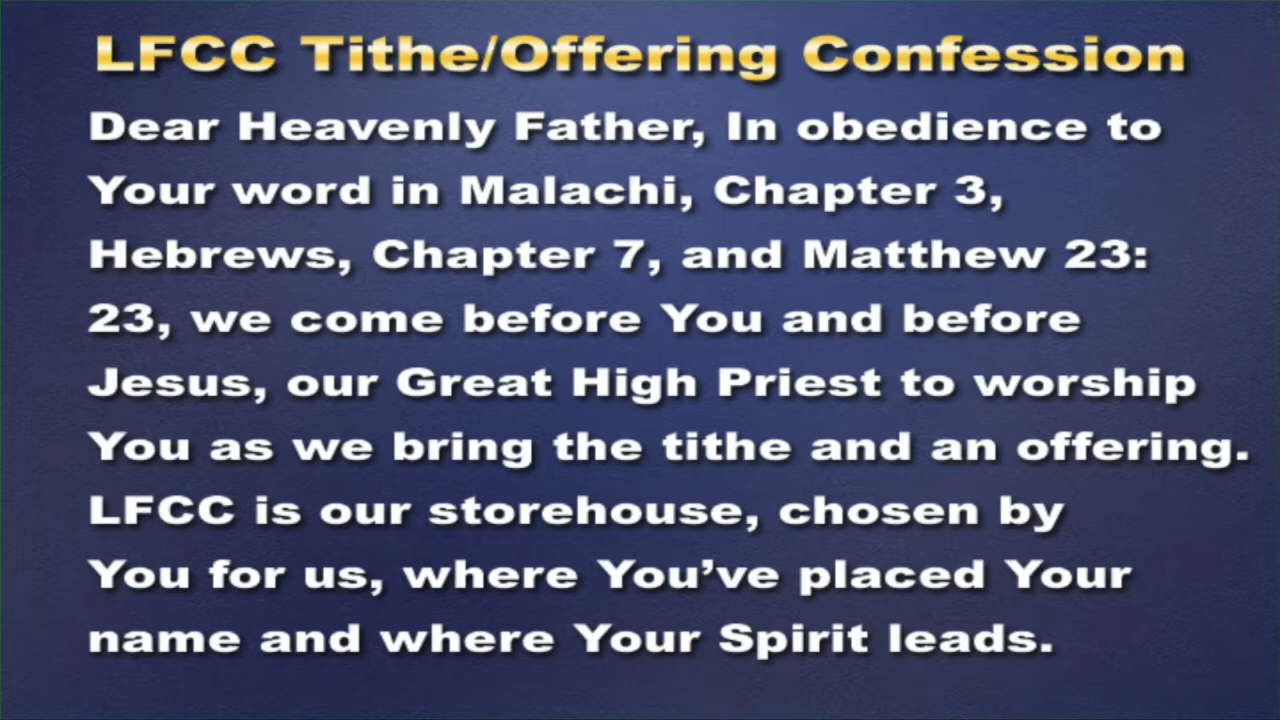 LFCC Tithe/Offering Confession
Dear Heavenly Father, In obedience to
Your word in Malachi, Chapter 3,
Hebrews, Chapter 7, and Matthew 23:
23, we come before You and before
Jesus, our Great High Priest to worship
You as we bring the tithe and an offering.
LFCC is our storehouse, chosen by
You for us, where You’ve placed Your
name and where Your Spirit leads.